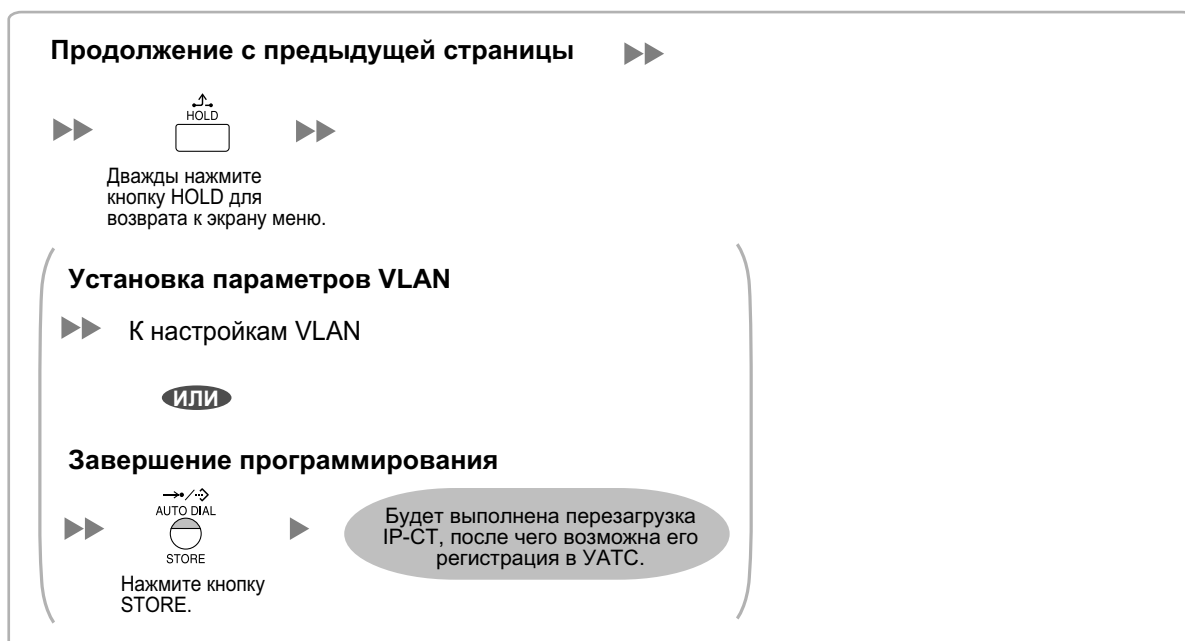 Продолжение с предыдущей страницы
HOLD
Дважды нажмите
кнопку HOLD для
возврата к экрану меню.
Установка параметров VLAN
К настройкам VLAN
ИЛИ
Завершение программирования
AUTO DIAL
STORE
Нажмите кнопку
STORE.
Будет выполнена перезагрузка
IP-СТ, после чего возможна его
регистрация в УАТС.